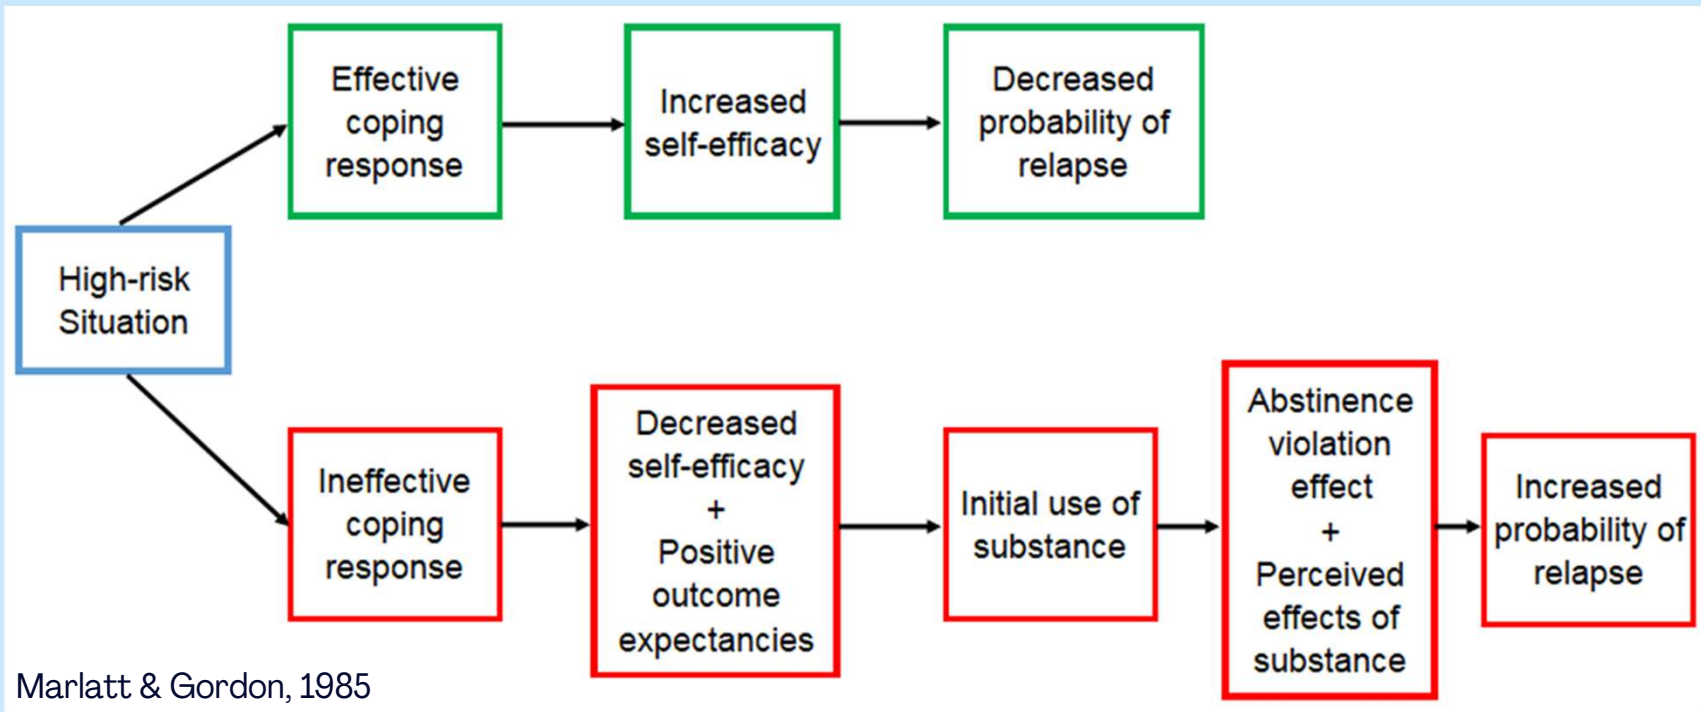 Effective
coping
response
Increased
self-efficacy
Decreased
probability of
relapse
High-risk
Situation
Ineffective
coping
response
Decreased
self-efficacy
+
Positive
outcome
expectancies
Initial use of
substance
Abstinence
violation
effect
+
Perceived
effects of
substance
Increased
probability of
relapse
Marlatt & Gordon, 1985